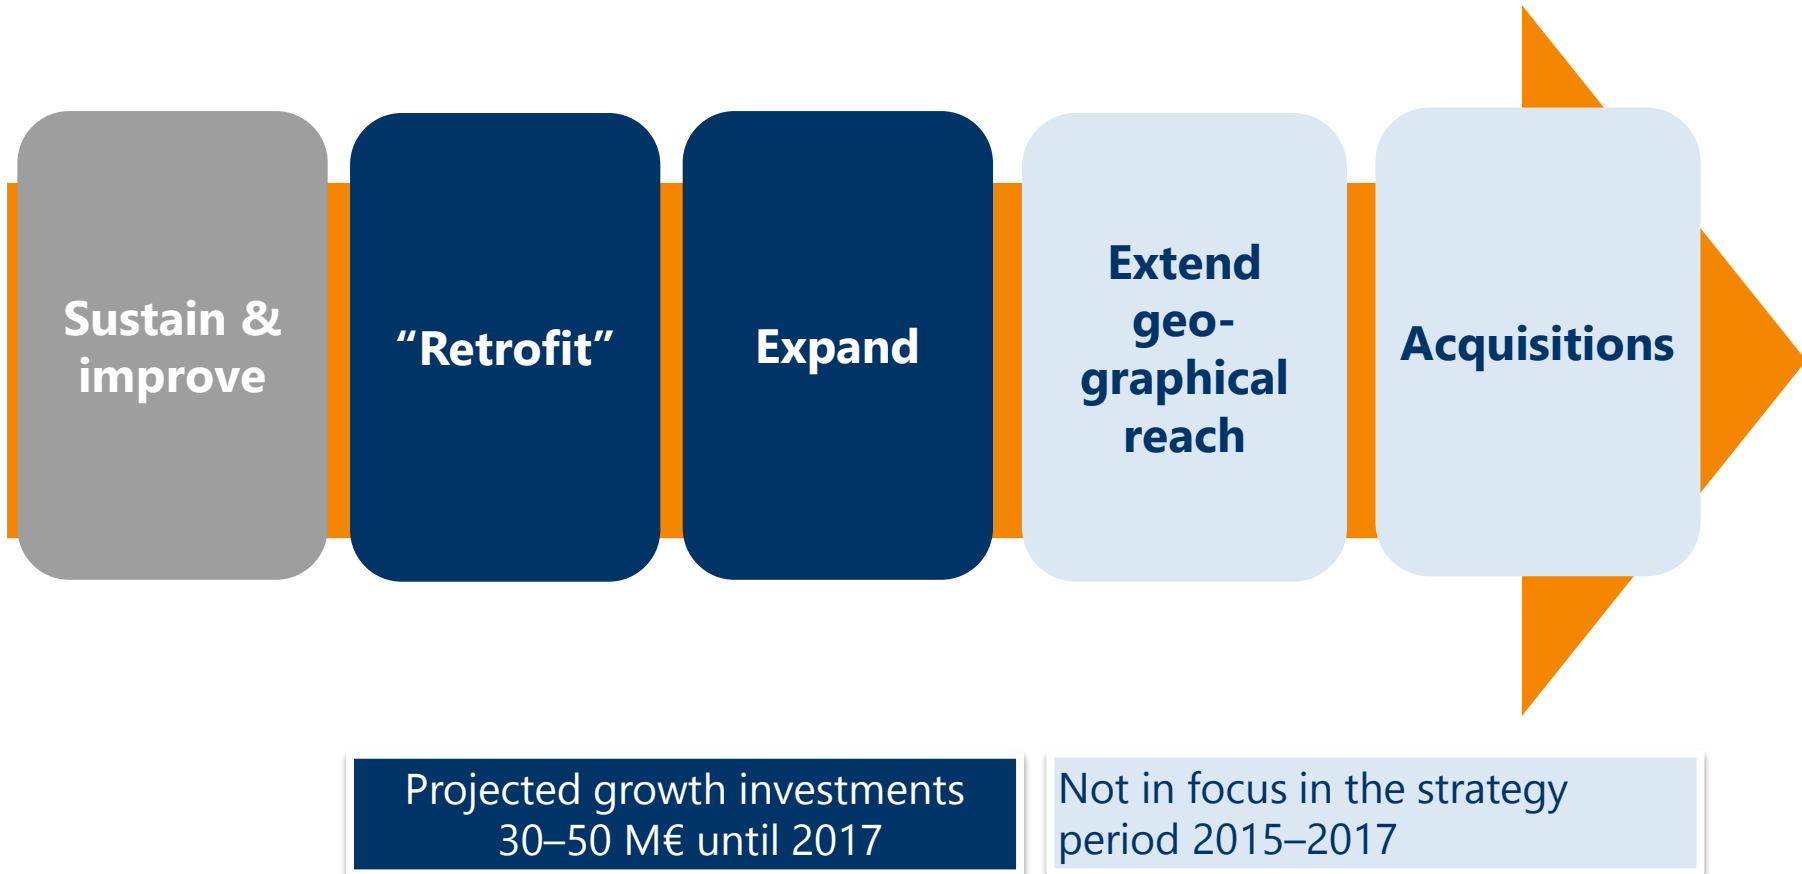 Sustain &
improve
“Retrofit”
Expand
Extend
geo-
graphical
reach
Acquisitions
Projected growth investments
30–50 M€ until 2017
Not in focus in the strategy
period 2015–2017